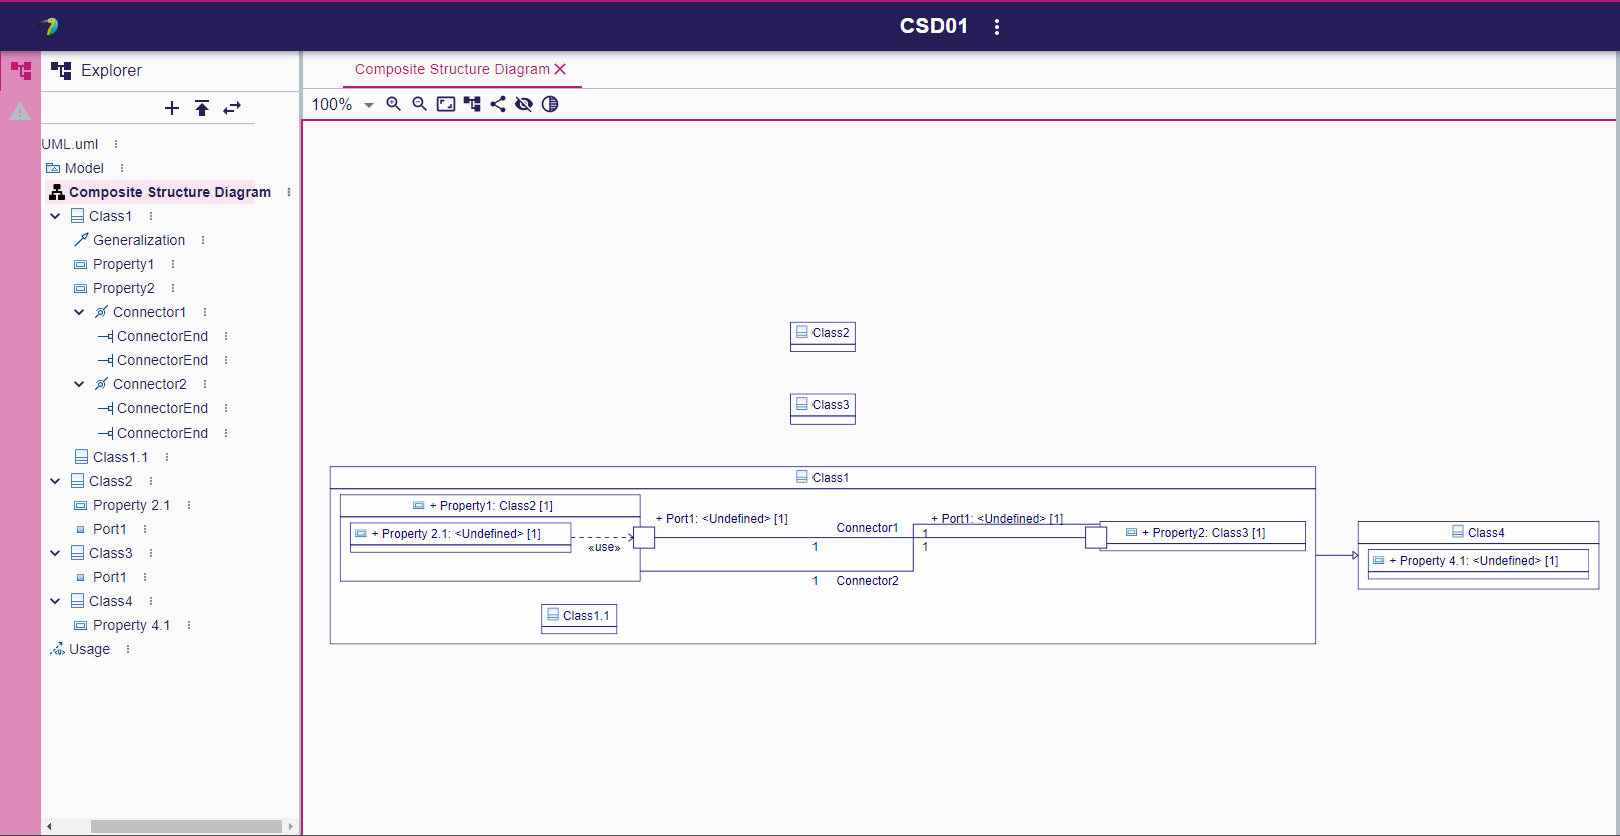 CSD01
Explorer
Composite Structure Diagram
100%
UML.uml
Model
Composite Structure Diagram
Class1
Generalization
Property1
Property2
Connector1
ConnectorEnd
ConnectorEnd
Connector2
ConnectorEnd
ConnectorEnd
Class1.1
Class2
Property 2.1
Port1
Class3
Port1
Class4
Property 4.1
Usage
Class2
Class3
Class1
+ Property1: Class2 [1]
+ Property 2.1: <Undefined> [1]
«use»
+ Port1: <Undefined> [1]
Connector1
1
1
+ Port1: <Undefined> [1]
1
1
Connector2
+ Property2: Class3 [1]
Class1.1
Class4
+ Property 4.1: <Undefined> [1]